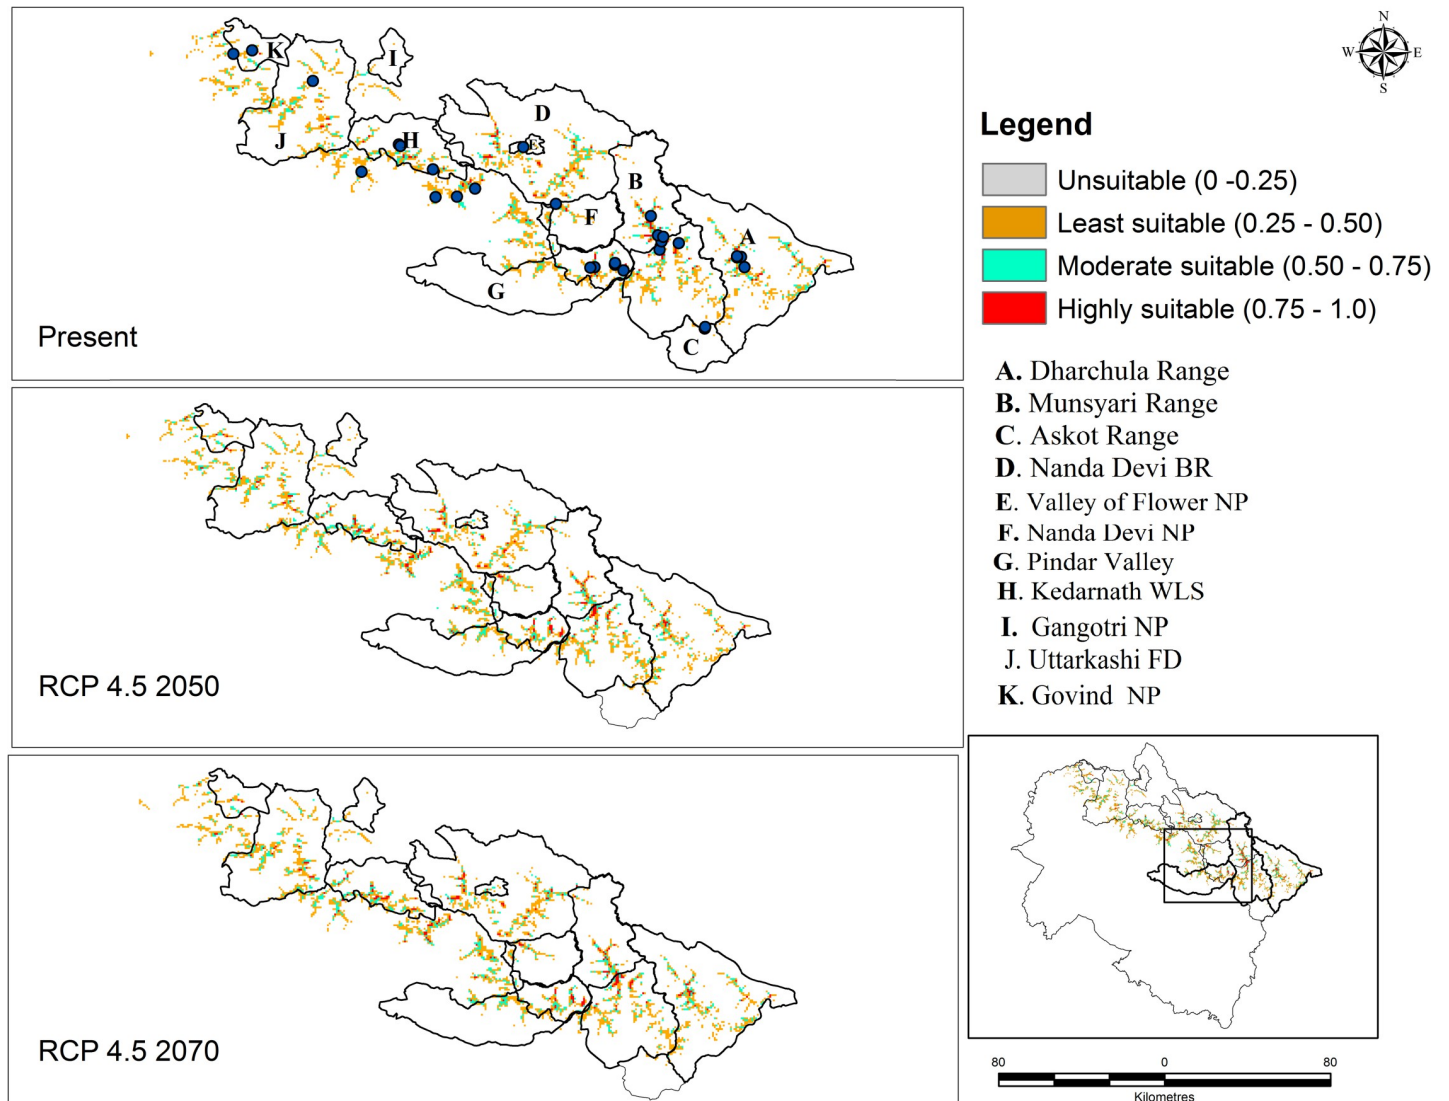 K
I
D
J
H
E
B
F
A
G
C
Present
RCP 4.5 2050
RCP 4.5 2070
N
W E
S
Legend
Unsuitable (0 -0.25)
Least suitable (0.25 - 0.50)
Moderate suitable (0.50 - 0.75)
Highly suitable (0.75 - 1.0)
A. Dharchula Range
B. Munsyari Range
C. Askot Range
D. Nanda Devi BR
E. Valley of Flower NP
F. Nanda Devi NP
G. Pindar Valley
H. Kedarnath WLS
I. Gangotri NP
J. Uttarkashi FD
K. Govind NP
80 0 80
Kilometres